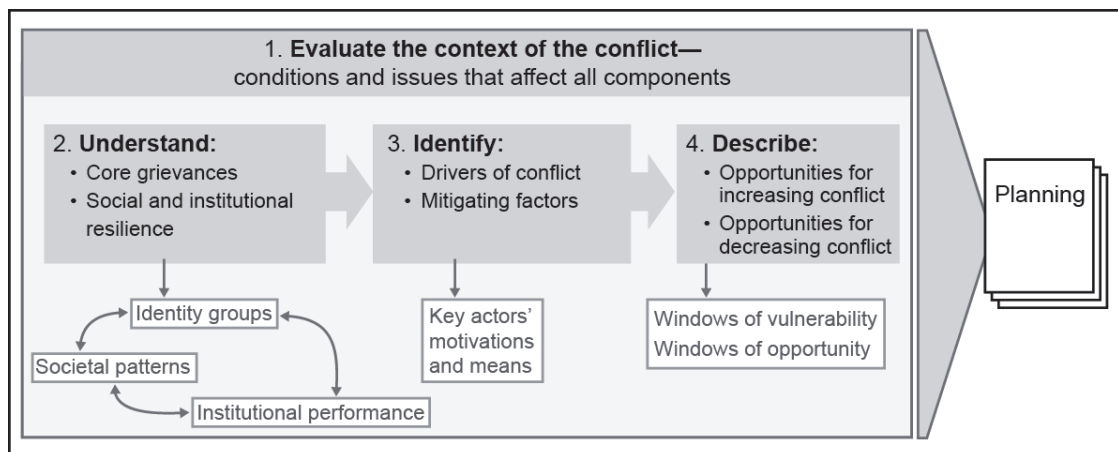 1. Evaluate the context of the conflict—
conditions and issues that affect all components
2. Understand:
• Core grievances
• Social and institutional
resilience
3. Identify:
• Drivers of conflict
• Mitigating factors
4. Describe:
• Opportunities for
increasing conflict
• Opportunities for
decreasing conflict
Planning
Identity groups
Societal patterns
Institutional performance
Key actors’
motivations
and means
Windows of vulnerability
Windows of opportunity